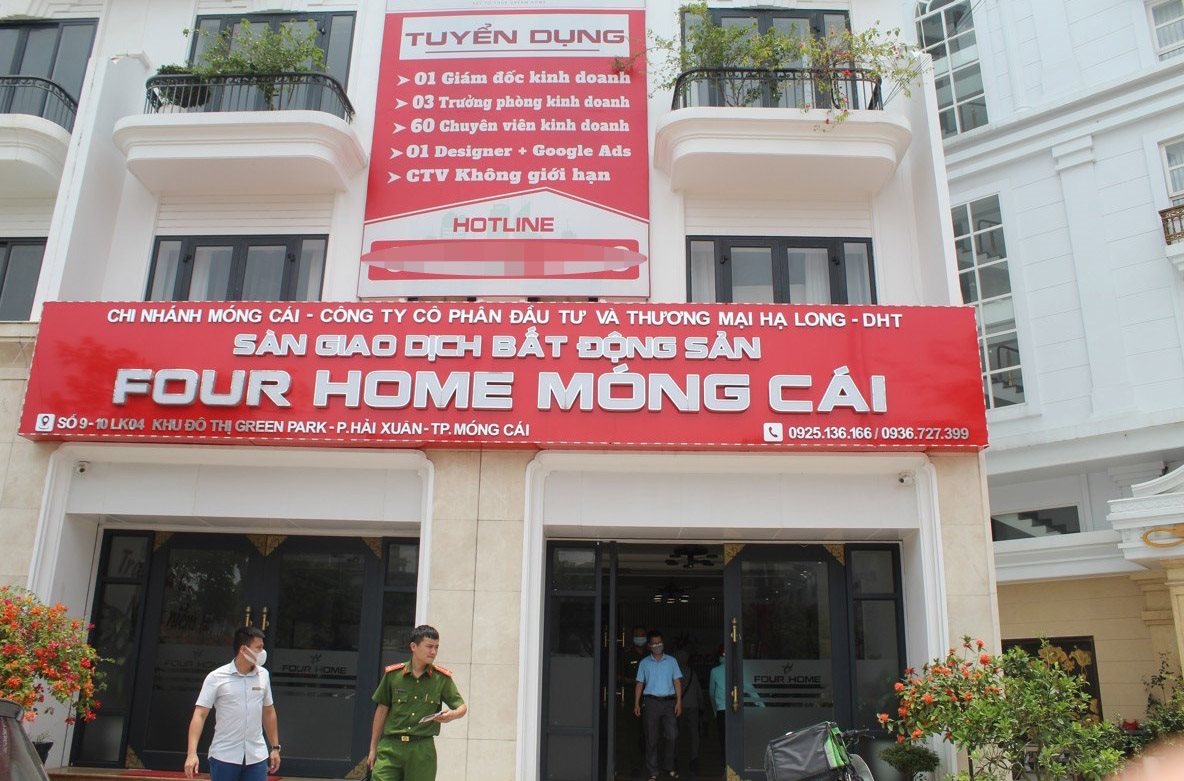 TUYỂN DỤNG
➤ 01 Giám đốc kinh doanh
➤ 03 Trưởng phòng kinh doanh
➤ 60 Chuyên viên kinh doanh
➤ 01 Designer + Google Ads
➤ CTV Không giới hạn
HOTLINE
CHI NHÁNH MÓNG CÁI - CÔNG TY CỔ PHẦN ĐẦU TƯ VÀ THƯƠNG MẠI HẠ LONG - DHT
SÀN GIAO DỊCH BẤT ĐỘNG SẢN
FOUR HOME MÓNG CÁI
SỐ 9-10 LK04 KHU ĐÔ THỊ GREEN PARK - P.HẢI XUÂN - TP.MÓNG CÁI
0925.136.166 / 0936.727.399
FOUR HOME
FOUR HOME